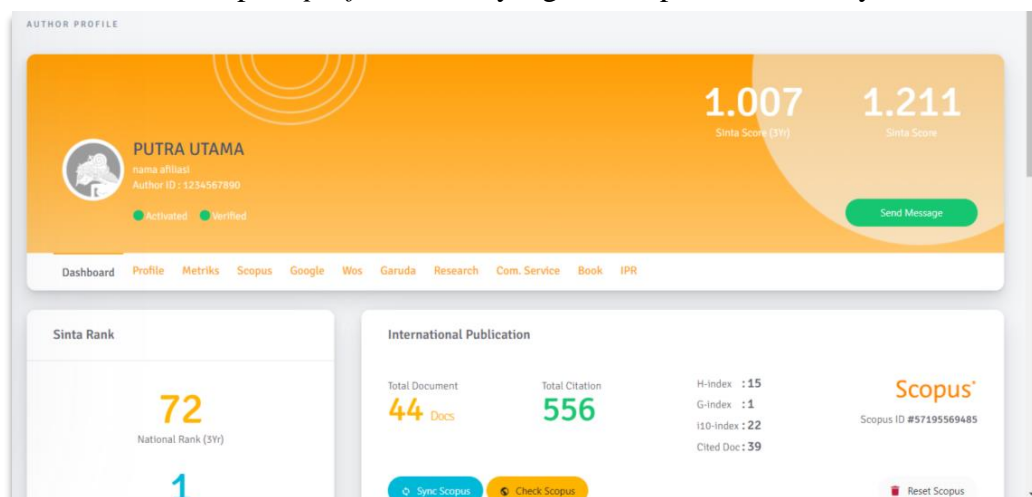 AUTHOR PROFILE
1.007
Sinta Score (3Yr)
1.211
Sinta Score
PUTRA UTAMA
nama afiliasi
Author ID : 1234567890
Activated
Verified
Send Message
Dashboard Profile Metriks Scopus Google Wos Garuda Research Com. Service Book IPR
Sinta Rank
72
National Rank (3Yr)
1
International Publication
Total Document
44 Docs
Total Citation
556
H-index : 15
G-index : 1
i10-index : 22
Cited Doc : 39
Scopus
Scopus ID #57195569485
Sync Scopus
Check Scopus
Reset Scopus